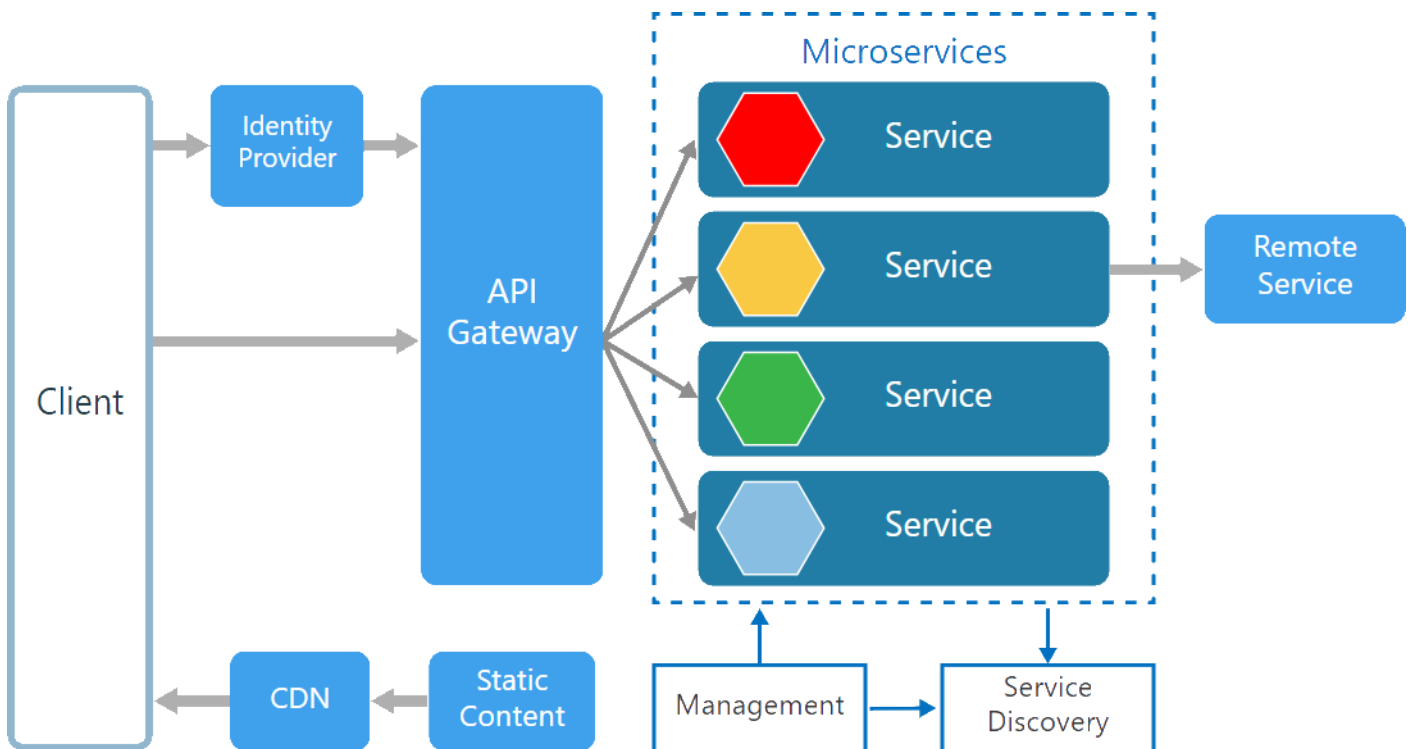 Microservices
Identity
Provider
Service
API
Gateway
Service
Remote
Service
Client
Service
Service
CDN
Static
Content
Management
Service
Discovery